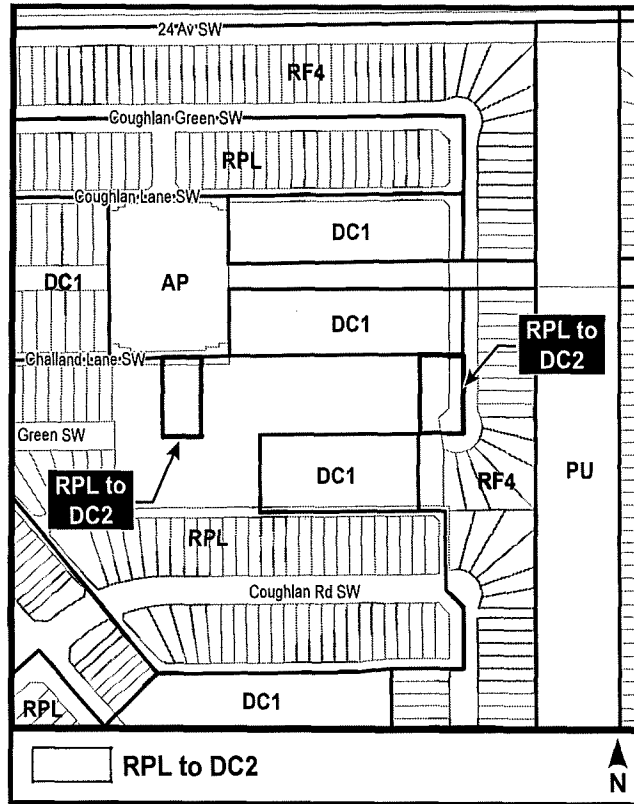 24 Av SW
RF4
Coughlan Green SW
RPL
Coughlan Lane SW
DC1
DC1
AP
DC1
RPL to
DC2
Challand Lane SW
Green SW
RPL to
DC2
DC1
RF4
PU
RPL
Coughlan Rd SW
RPL
DC1
RPL to DC2
N